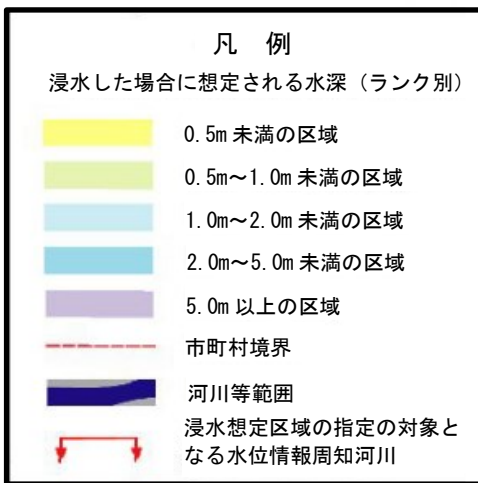 凡 例
浸水した場合に想定される水深（ランク別）
0.5m 未満の区域
0.5m～1.0m 未満の区域
1.0m～2.0m 未満の区域
2.0m～5.0m 未満の区域
5.0m 以上の区域
市町村境界
河川等範囲
浸水想定区域の指定の対象と
なる水位情報周知河川